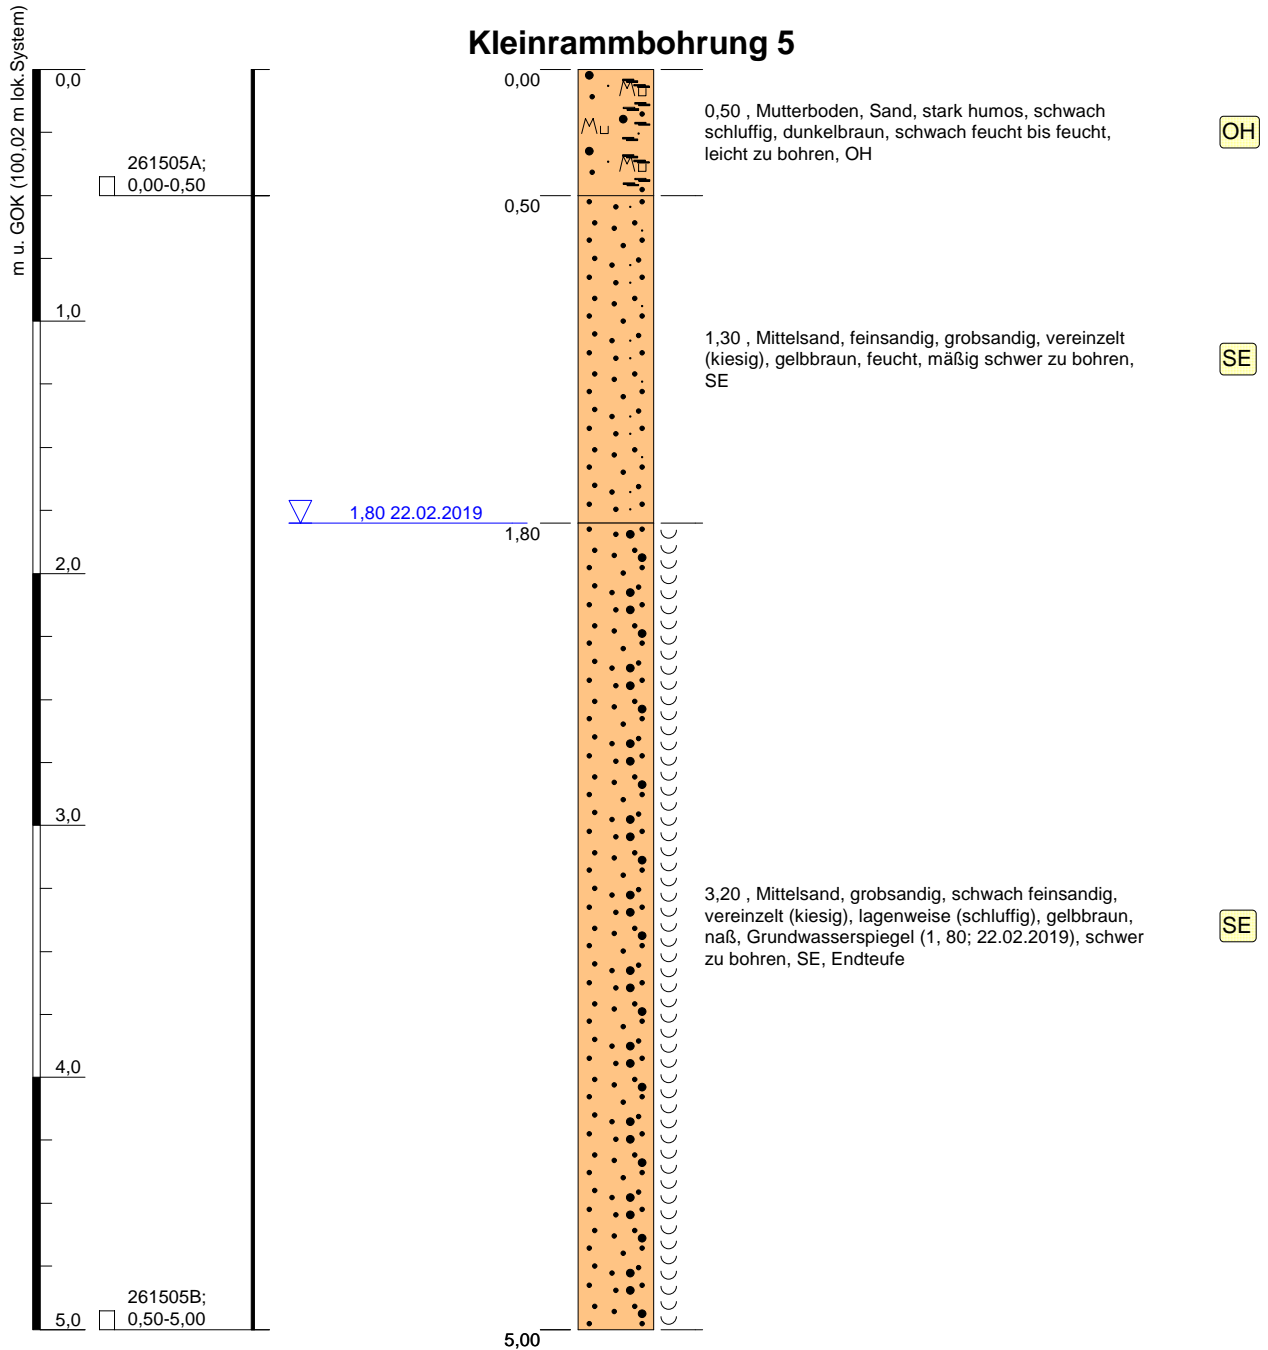 Kleinrammbohrung 5
m u. GOK (100,02 m lok.System)
0,0
0,00
0,50 , Mutterboden, Sand, stark humos, schwach
schluffig, dunkelbraun, schwach feucht bis feucht,
leicht zu bohren, OH
OH
261505A;
0,00-0,50
0,50
1,0
1,30 , Mittelsand, feinsandig, grobsandig, vereinzelt
(kiesig), gelbbraun, feucht, mäßig schwer zu bohren,
SE
SE
1,80 22.02.2019
1,80
2,0
3,0
3,20 , Mittelsand, grobsandig, schwach feinsandig,
vereinzelt (kiesig), lagenweise (schluffig), gelbbraun,
naß, Grundwasserspiegel (1, 80; 22.02.2019), schwer
zu bohren, SE, Endteufe
SE
4,0
261505B;
0,50-5,00
5,0
5,00